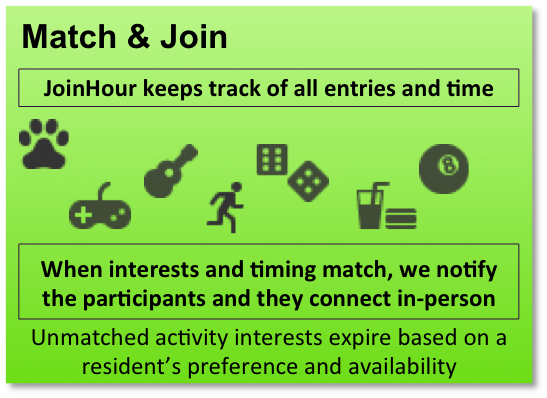 Match & Join
JoinHour keeps track of all entries and time
8
When interests and timing match, we notify
the participants and they connect in-person
Unmatched activity interests expire based on a
resident's preference and availability